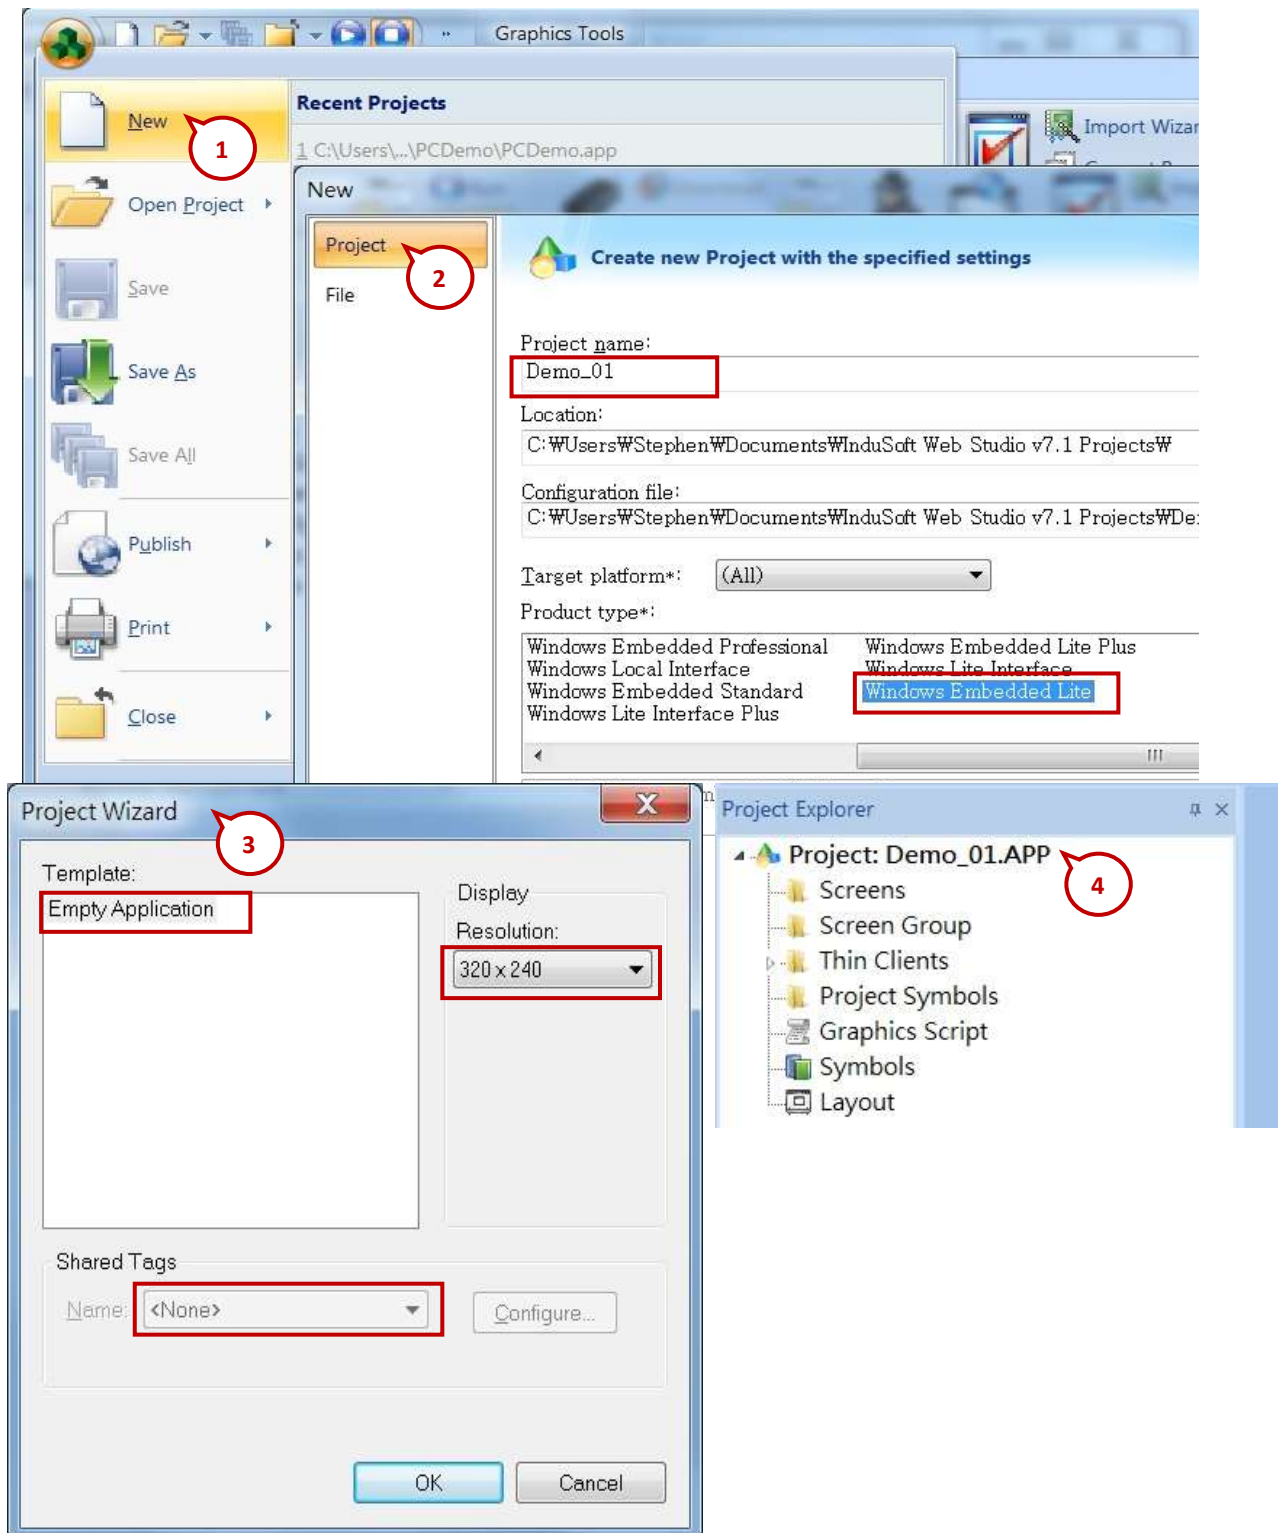 Graphics Tools
New
1
Recent Projects
1 C:\Users\...\PCDemo\PCDemo.app
Import Wizar
Open Project
Save
Save As
Save All
Publish
Print
Close
New
Project
2
File
Create new Project with the specified settings
Project name:
Demo_01
Location:
C:₩Users₩Stephen₩Documents₩InduSoft Web Studio v7.1 Projects₩
Configuration file:
C:₩Users₩Stephen₩Documents₩InduSoft Web Studio v7.1 Projects₩De
Target platform*: (All)
Product type*:
Windows Embedded Professional Windows Embedded Lite Plus
Windows Local Interface Windows Lite Interface
Windows Embedded Standard Windows Embedded Lite
Windows Lite Interface Plus
Project Wizard
3
Template:
Empty Application
Display
Resolution:
320 x 240
Shared Tags
Name: <None>
Configure...
OK Cancel
Project Explorer
Project: Demo_01.APP
4
Screens
Screen Group
Thin Clients
Project Symbols
Graphics Script
Symbols
Layout